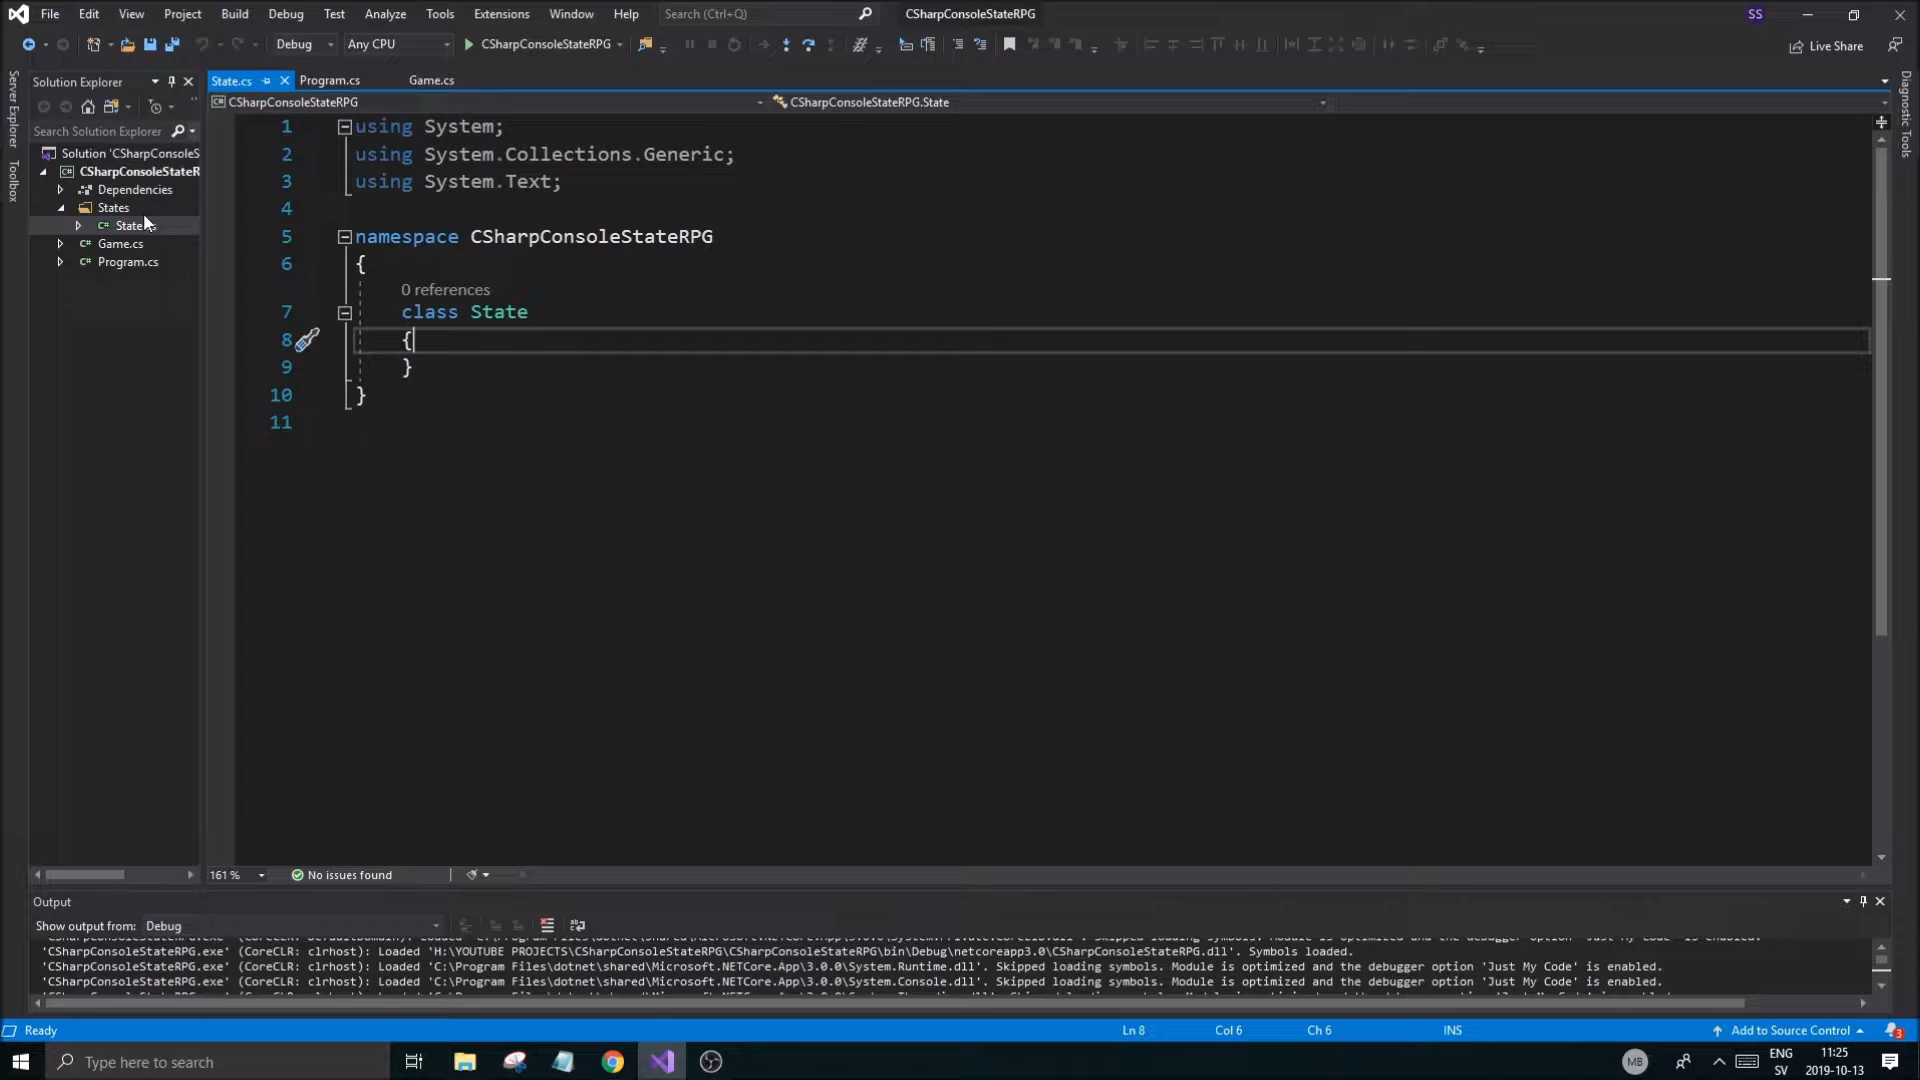 File Edit View Project Build Debug Test Analyze Tools Extensions Window Help Search (Ctrl+Q) CSharpConsoleStateRPG SS
Debug Any CPU CSharpConsoleStateRPG Live Share
Server Explorer
Toolbox
Solution Explorer
Search Solution Explorer
Solution 'CSharpConsoleS
CSharpConsoleStateR
Dependencies
States
C# State
C# Game.cs
C# Program.cs
State.cs Program.cs Game.cs
CSharpConsoleStateRPG CSharpConsoleStateRPG.State
1 using System;
2 using System.Collections.Generic;
3 using System.Text;
4
5 namespace CSharpConsoleStateRPG
6 {
0 references
7 class State
8 {
9 }
10 }
11
Diagnostic Tools
161 % No issues found
Output
Show output from: Debug
'CSharpConsoleStateRPG.exe' (CoreCLR: clrhost): Loaded 'H:\YOUTUBE PROJECTS\CSharpConsoleStateRPG\CSharpConsoleStateRPG\bin\Debug\netcoreapp3.0\CSharpConsoleStateRPG.dll'. Symbols loaded.
'CSharpConsoleStateRPG.exe' (CoreCLR: clrhost): Loaded 'C:\Program Files\dotnet\shared\Microsoft.NETCore.App\3.0.0\System.Runtime.dll'. Skipped loading symbols. Module is optimized and the debugger option 'Just My Code' is enabled.
'CSharpConsoleStateRPG.exe' (CoreCLR: clrhost): Loaded 'C:\Program Files\dotnet\shared\Microsoft.NETCore.App\3.0.0\System.Console.dll'. Skipped loading symbols. Module is optimized and the debugger option 'Just My Code' is enabled.
Ready Ln 8 Col 6 Ch 6 INS Add to Source Control 3
Type here to search MB ENG 11:25
SV 2019-10-13